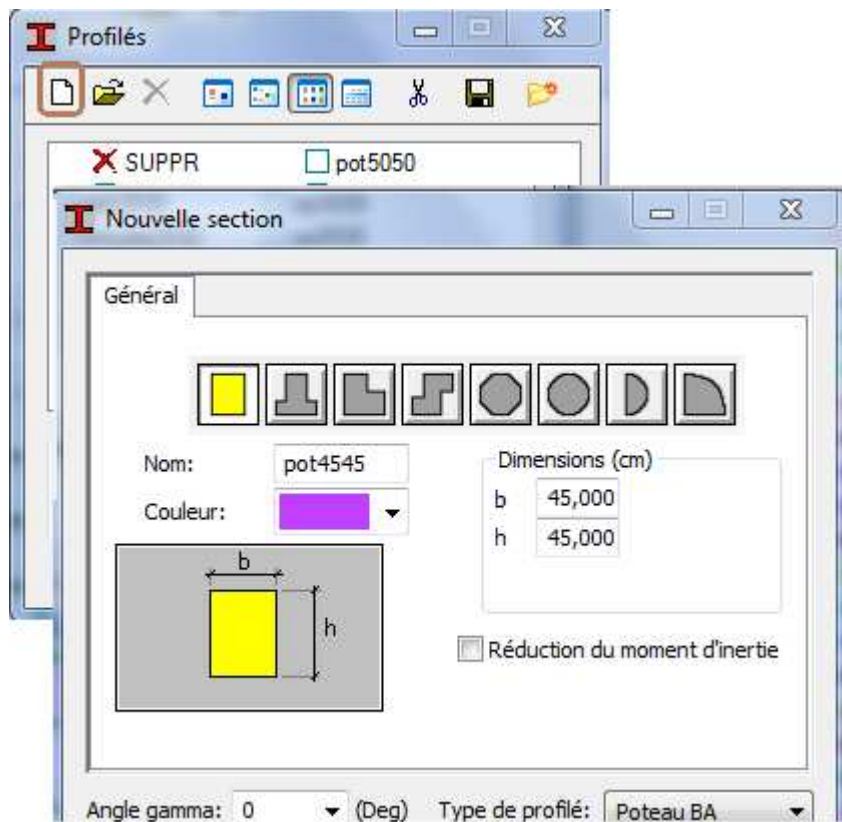 Profilés
SUPPR pot5050
Nouvelle section
Général
Nom: pot4545
Couleur:
Dimensions (cm)
b 45,000
h 45,000
b
h
Réduction du moment d'inertie
Angle gamma: 0 (Deg) Type de profilé: Poteau BA